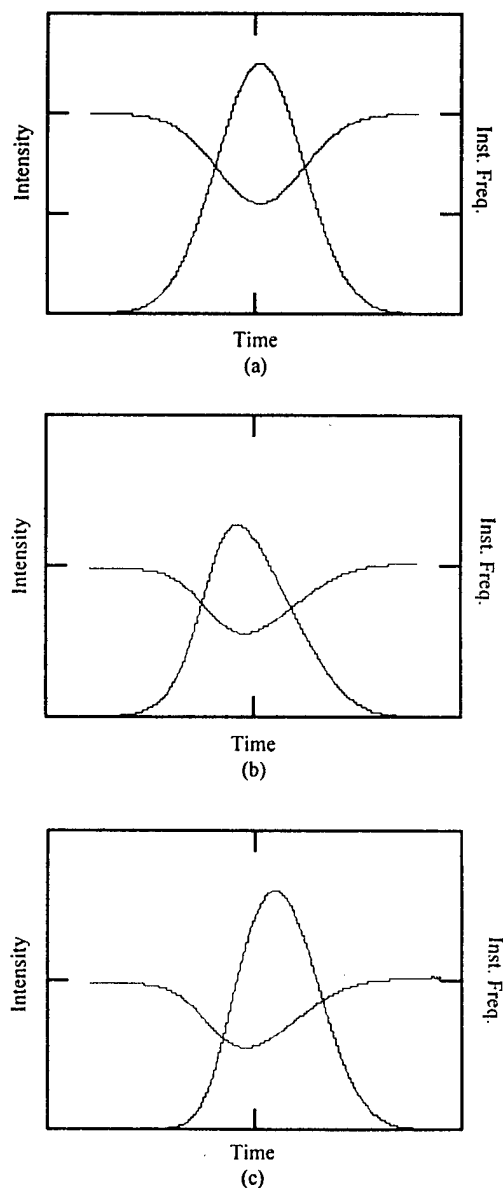 Intensity
Inst. Freq.
Time
(a)
Intensity
Inst. Freq.
Time
(b)
Intensity
Inst. Freq.
Time
(c)